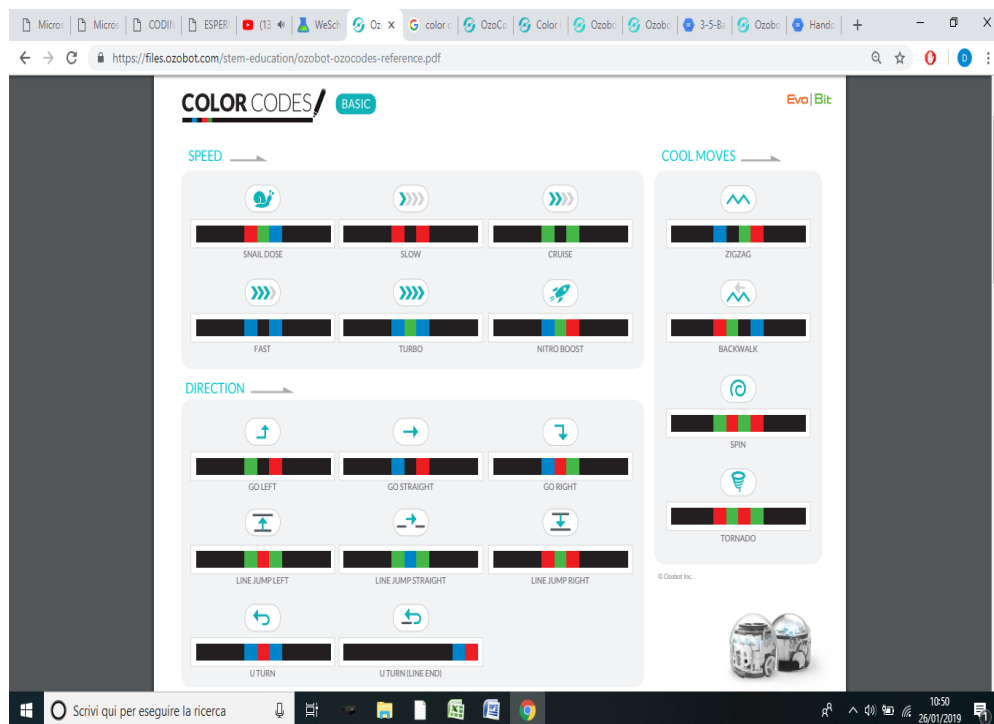 Micros
Micros
CODIN
ESPERI
(13
WeSch
Oz
color c
OzoCo
Color
Ozobo
Ozobo
3-5-Ba
Ozobo
Hando
https://files.ozobot.com/stem-education/ozobot-ozocodes-reference.pdf
D
COLOR CODES BASIC
Evo|Bit
SPEED
SNAIL DOSE SLOW CRUISE
FAST TURBO NITRO BOOST
DIRECTION
GO LEFT GO STRAIGHT GO RIGHT
LINE JUMP LEFT LINE JUMP STRAIGHT LINE JUMP RIGHT
U TURN U TURN (LINE END)
COOL MOVES
ZIGZAG
BACKWALK
SPIN
TORNADO
© Ozobot Inc.
Scrivi qui per eseguire la ricerca
10:50
26/01/2019
1